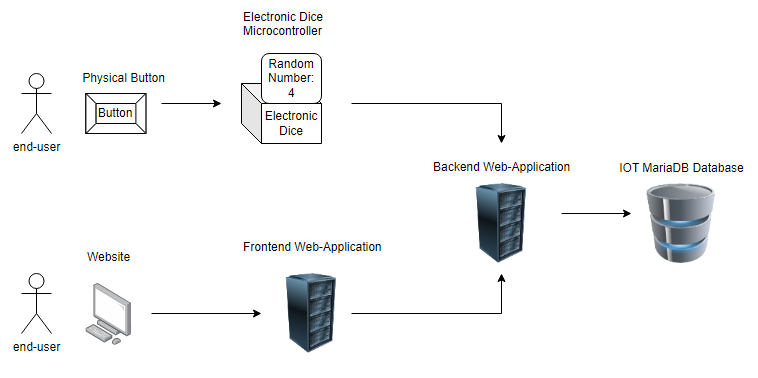 Electronic Dice
Microcontroller
Physical Button
Random
Number:
4
Button
Electronic
Dice
end-user
Backend Web-Application
IOT MariaDB Database
Website
Frontend Web-Application
end-user